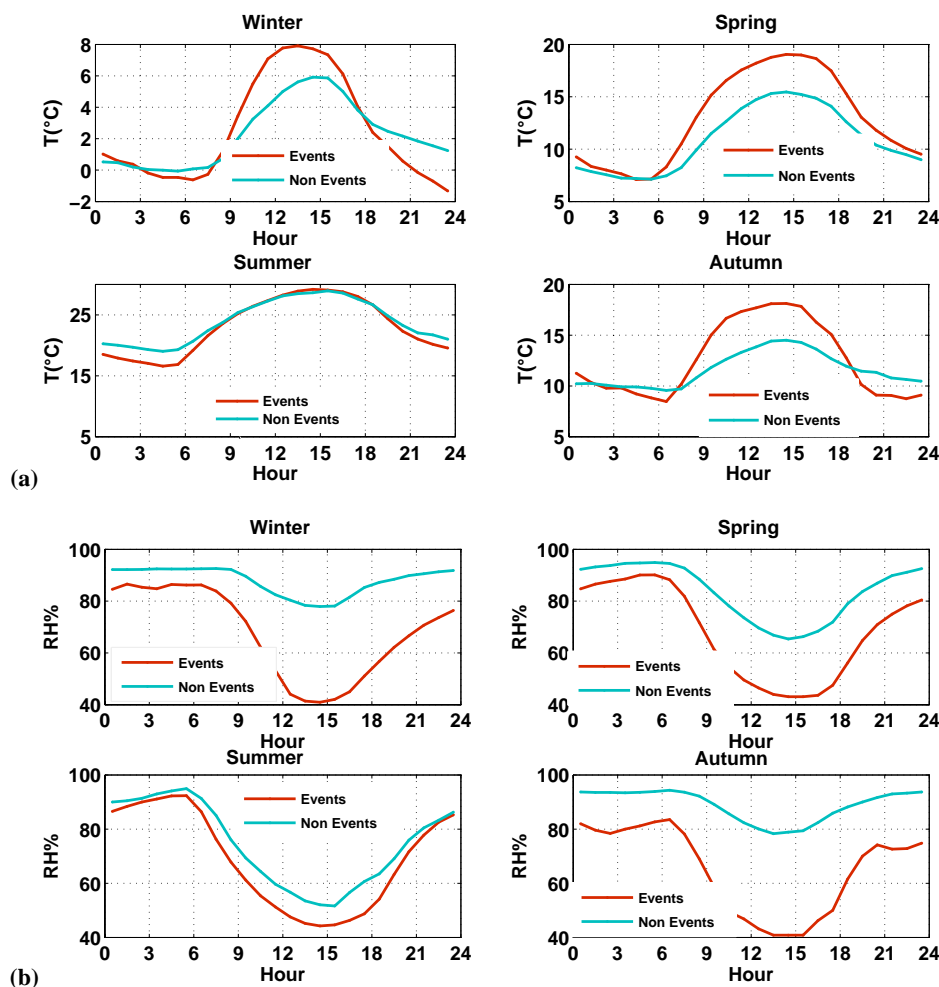 Winter
Spring
T(°C)
8
6
4
2
0
−2
Events
Non Events
0 3 6 9 12 15 18 21 24
Hour
T(°C)
20
15
10
5
Events
Non Events
0 3 6 9 12 15 18 21 24
Hour
Summer
Autumn
T(°C)
25
15
5
Events
Non Events
0 3 6 9 12 15 18 21 24
Hour
T(°C)
20
15
10
5
Events
Non Events
0 3 6 9 12 15 18 21 24
Hour
(a)
Winter
Spring
RH%
100
80
60
40
Events
Non Events
0 3 6 9 12 15 18 21 24
Hour
RH%
100
80
60
40
Events
Non Events
0 3 6 9 12 15 18 21 24
Hour
Summer
Autumn
RH%
100
80
60
40
Events
Non Events
0 3 6 9 12 15 18 21 24
Hour
RH%
100
80
60
40
Events
Non Events
0 3 6 9 12 15 18 21 24
Hour
(b)